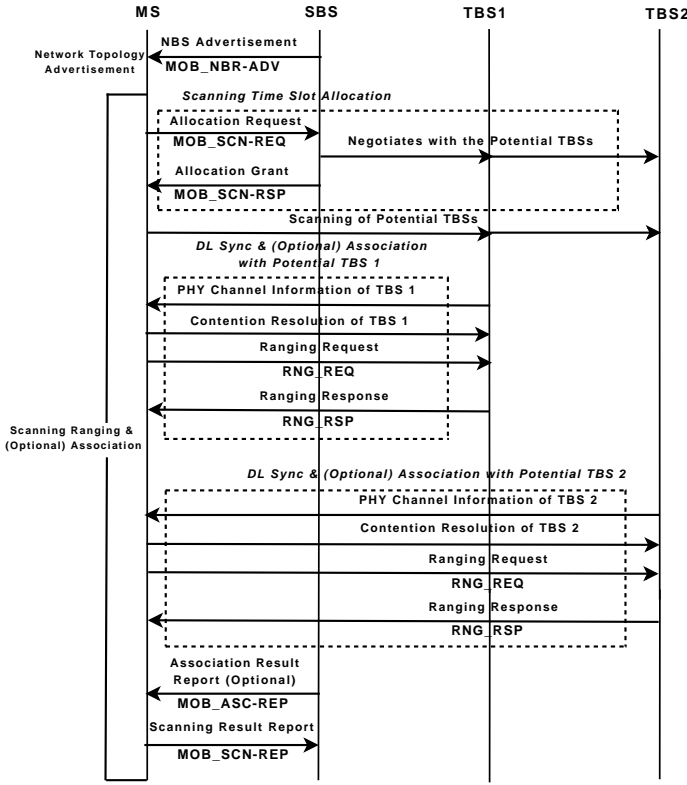 MS SBS TBS1 TBS2
NBS Advertisement
Network Topology
Advertisement
MOB_NBR-ADV
Scanning Time Slot Allocation
Allocation Request
MOB_SCN-REQ
Negotiates with the Potential TBSs
Allocation Grant
MOB_SCN-RSP
Scanning of Potential TBSs
DL Sync & (Optional) Association
with Potential TBS 1
PHY Channel Information of TBS 1
Contention Resolution of TBS 1
Ranging Request
RNG_REQ
Ranging Response
RNG_RSP
Scanning Ranging &
(Optional) Association
DL Sync & (Optional) Association with Potential TBS 2
PHY Channel Information of TBS 2
Contention Resolution of TBS 2
Ranging Request
RNG_REQ
Ranging Response
RNG_RSP
Association Result
Report (Optional)
MOB_ASC-REP
Scanning Result Report
MOB_SCN-REP